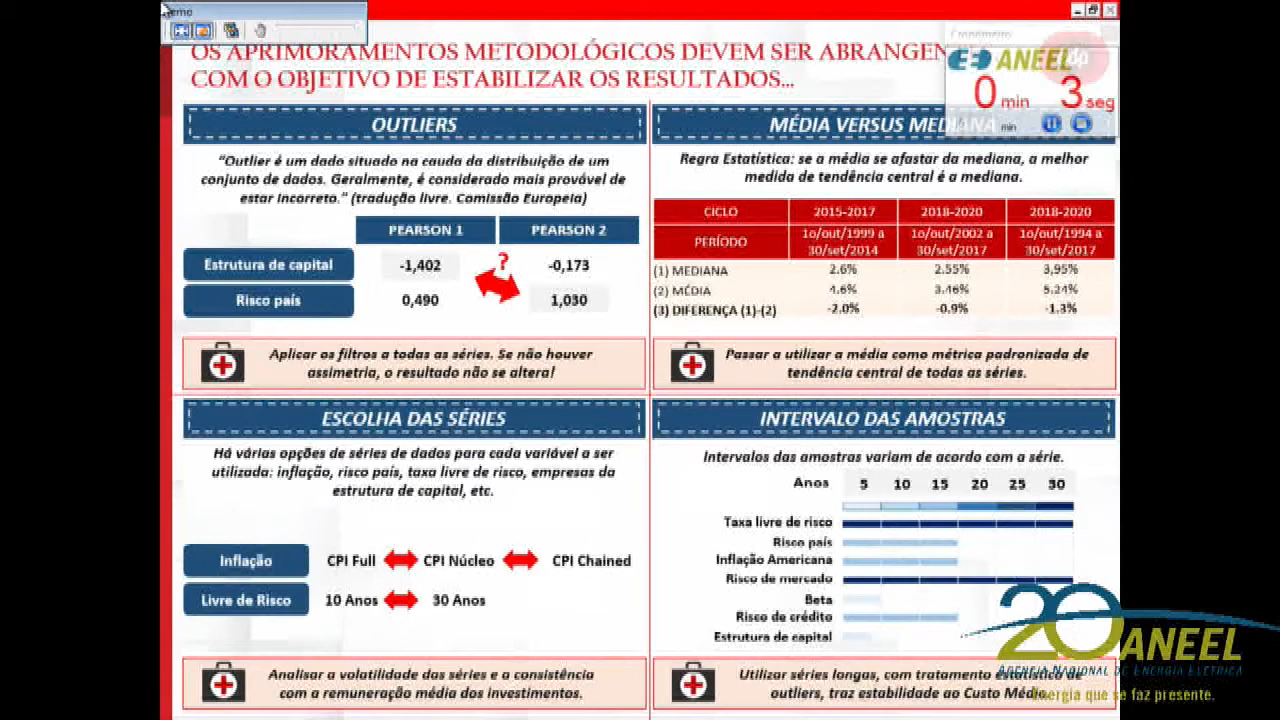 OS APRIMORAMENTOS METODOLÓGICOS DEVEM SER
COM O OBJETIVO DE ESTABILIZAR OS RESULTADOS...
ANEEL
0 min 3 seg
min
OUTLIERS
"Outlier é um dado situado na cauda da distribuição de um
conjunto de dados. Geralmente, é considerado mais provável de
estar incorreto." (tradução livre. Comissão Europeia)
PEARSON 1 PEARSON 2
Estrutura de capital -1,402 -0,173
?
Risco país 0,490 1,030
Aplicar os filtros a todas as séries. Se não houver
assimetria, o resultado não se altera!
MÉDIA VERSUS
Regra Estatística: se a média se afastar da mediana, a melhor
medida de tendência central é a mediana.
CICLO 2015-2017 2018-2020 2018-2020
PERÍODO 1o/out/1999 a 30/set/2014 1o/out/2002 a 30/set/2017 1o/out/1994 a 30/set/2017
(1) MEDIANA 2.6% 2.55% 3,95%
(2) MÉDIA 4.6% 3.46% 5.24%
(3) DIFERENÇA (1)-(2) -2.0% -0.9% -1.3%
Passar a utilizar a média como métrica padronizada de
tendência central de todas as séries.
ESCOLHA DAS SÉRIES
Há várias opções de séries de dados para cada variável a ser
utilizada: inflação, risco país, taxa livre de risco, empresas da
estrutura de capital, etc.
Inflação CPI Full CPI Núcleo CPI Chained
Livre de Risco 10 Anos 30 Anos
Analisar a volatilidade das séries e a consistência
com a remuneração média dos investimentos.
INTERVALO DAS AMOSTRAS
Intervalos das amostras variam de acordo com a série.
Anos 5 10 15 20 25 30
Taxa livre de risco
Risco país
Inflação Americana
Risco de mercado
Beta
Risco de crédito
Estrutura de capital
Utilizar séries longas, com tratamento estatístico de
outliers, traz estabilidade ao Custo
20 ANEEL
AGÊNCIA NACIONAL DE ENERGIA ELÉTRICA
Energia que se faz presente.